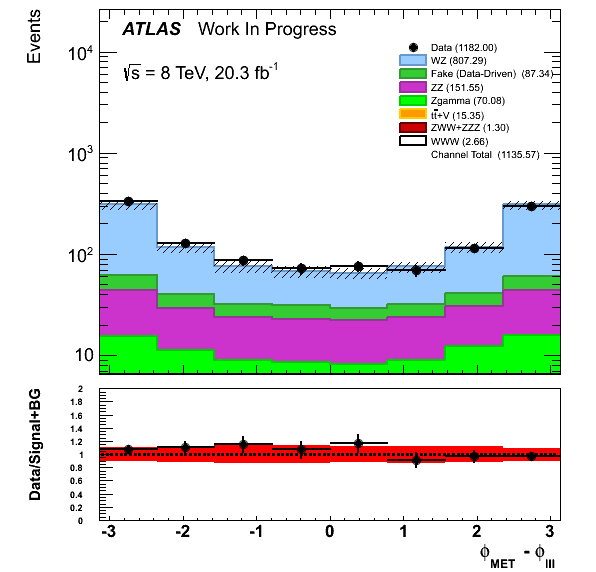 Events
ATLAS Work In Progress
√s = 8 TeV, 20.3 fb⁻¹
Data (1182.00)
WZ (807.29)
Fake (Data-Driven) (87.34)
ZZ (151.55)
Zgamma (70.08)
tt̄+V (15.35)
ZWW+ZZZ (1.30)
WWW (2.66)
Channel Total (1135.57)
10⁴
10³
10²
10
Data/Signal+BG
2
1.8
1.6
1.4
1.2
1
0.8
0.6
0.4
0.2
0
-3 -2 -1 0 1 2 3
ϕ_MET - ϕ_lll